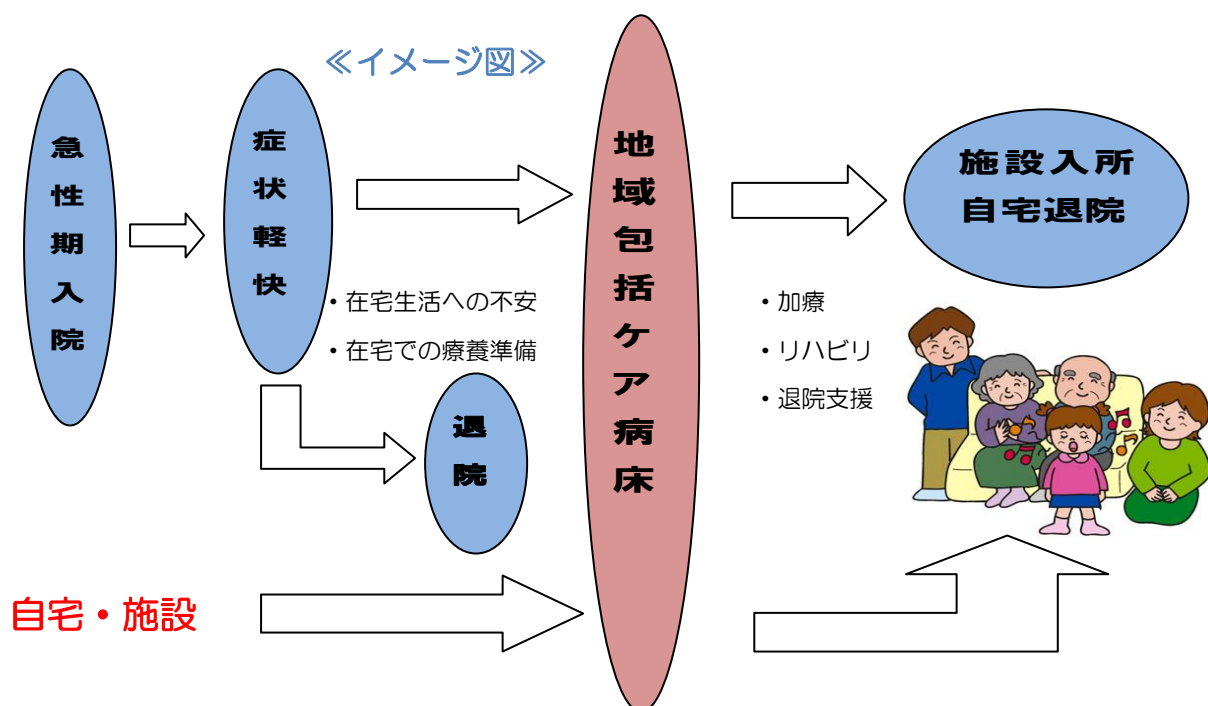 ≪イメージ図≫
急性期入院
症状軽快
・在宅生活への不安
・在宅での療養準備
退院
地域包括ケア病床
・加療
・リハビリ
・退院支援
施設入所
自宅退院
自宅・施設